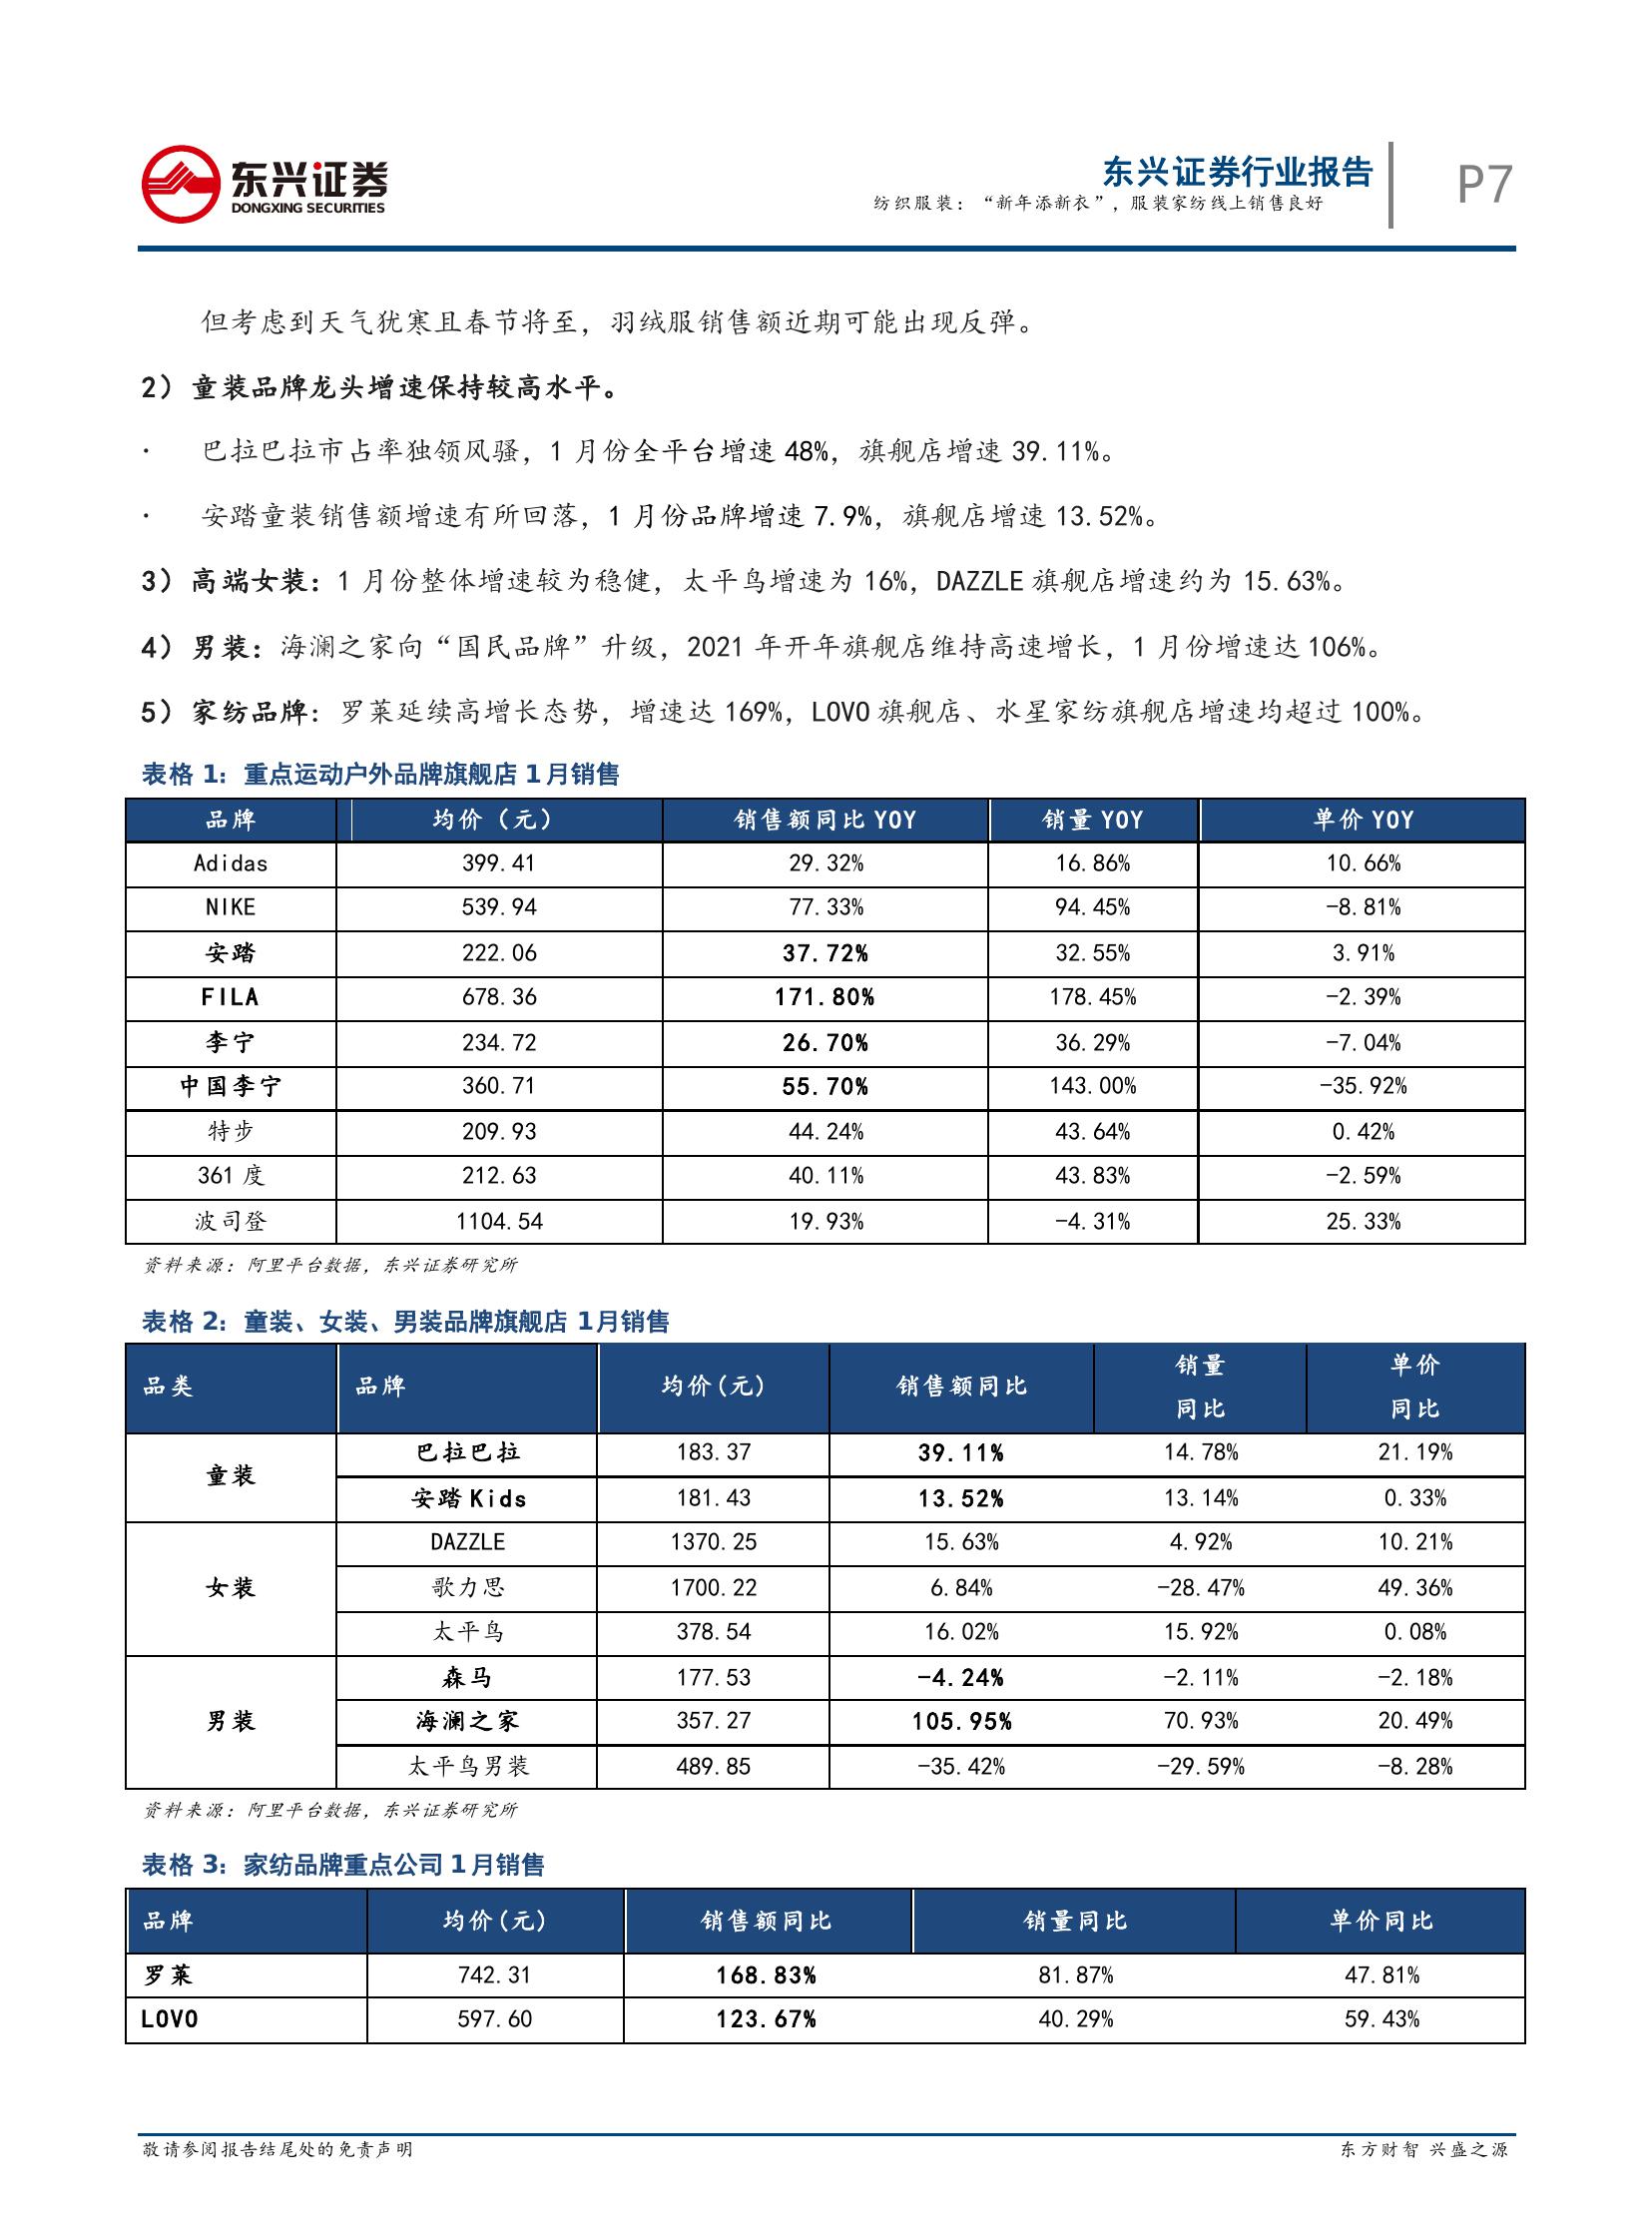 东兴证券
DONGXING SECURITIES
东兴证券行业报告
纺织服装：“新年添新衣”，服装家纺线上销售良好
P7
但考虑到天气犹寒且春节将至，羽绒服销售额近期可能出现反弹。
2）童装品牌龙头增速保持较高水平。
· 巴拉巴拉市占率独领风骚，1 月份全平台增速 48%，旗舰店增速 39.11%。
· 安踏童装销售额增速有所回落，1 月份品牌增速 7.9%，旗舰店增速 13.52%。
3）高端女装：1 月份整体增速较为稳健，太平鸟增速为 16%，DAZZLE 旗舰店增速约为 15.63%。
4）男装：海澜之家向“国民品牌”升级，2021 年开年旗舰店维持高速增长，1 月份增速达 106%。
5）家纺品牌：罗莱延续高增长态势，增速达 169%，LOVO 旗舰店、水星家纺旗舰店增速均超过 100%。
表格 1：重点运动户外品牌旗舰店 1 月销售
品牌 均价（元） 销售额同比 YOY 销量 YOY 单价 YOY
Adidas 399.41 29.32% 16.86% 10.66%
NIKE 539.94 77.33% 94.45% -8.81%
安踏 222.06 37.72% 32.55% 3.91%
FILA 678.36 171.80% 178.45% -2.39%
李宁 234.72 26.70% 36.29% -7.04%
中国李宁 360.71 55.70% 143.00% -35.92%
特步 209.93 44.24% 43.64% 0.42%
361 度 212.63 40.11% 43.83% -2.59%
波司登 1104.54 19.93% -4.31% 25.33%
资料来源：阿里平台数据，东兴证券研究所
表格 2：童装、女装、男装品牌旗舰店 1月销售
品类 品牌 均价(元) 销售额同比 销量同比 单价同比
童装 巴拉巴拉 183.37 39.11% 14.78% 21.19%
安踏 Kids 181.43 13.52% 13.14% 0.33%
女装 DAZZLE 1370.25 15.63% 4.92% 10.21%
歌力思 1700.22 6.84% -28.47% 49.36%
太平鸟 378.54 16.02% 15.92% 0.08%
男装 森马 177.53 -4.24% -2.11% -2.18%
海澜之家 357.27 105.95% 70.93% 20.49%
太平鸟男装 489.85 -35.42% -29.59% -8.28%
资料来源：阿里平台数据，东兴证券研究所
表格 3：家纺品牌重点公司 1 月销售
品牌 均价(元) 销售额同比 销量同比 单价同比
罗莱 742.31 168.83% 81.87% 47.81%
LOVO 597.60 123.67% 40.29% 59.43%
敬请参阅报告结尾处的免责声明
东方财智 兴盛之源